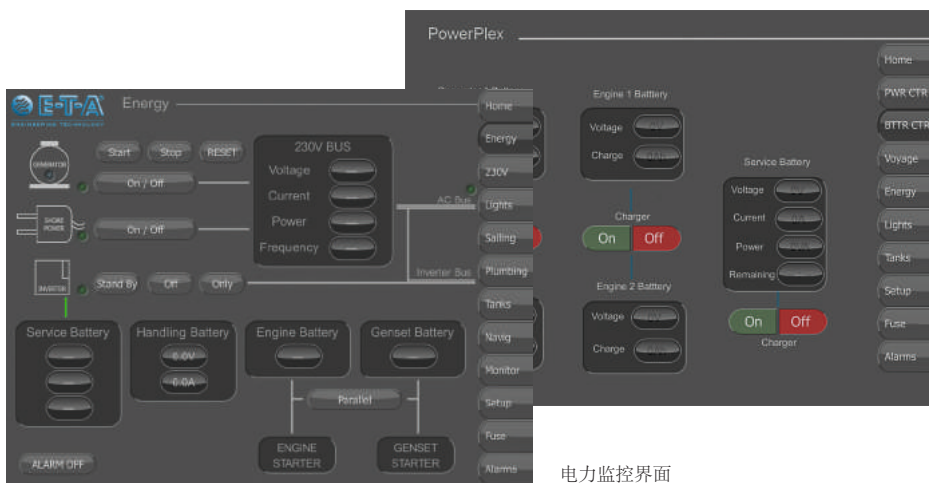 PowerPlex
Home
PWR CTR
BTTR CTR
Voyage
Energy
Lights
Tanks
Setup
Fuse
Alarms
Engine 1 Batttery
Voltage
Charge
Charger
On Off
Engine 2 Batttery
Voltage
Charge
Service Battery
Voltage
Current
Power
Remaining
On Off
Charger
E-T-A
ENGINEERING TECHNOLOGY
Energy
Home
Energy
230V
Lights
Sailing
Plumbing
Tanks
Navig
Monitor
Setup
Fuse
Alarms
GENERATOR
Start Stop RESET
On / Off
SHORE POWER
On / Off
INVERTOR
Stand By Off Only
230V BUS
Voltage
Current
Power
Frequency
AC Bus
Inverter Bus
Service Battery
Handling Battery
0.0V
0.0A
Engine Battery
Genset Battery
Parallel
ENGINE STARTER
GENSET STARTER
ALARM OFF
电力监控界面